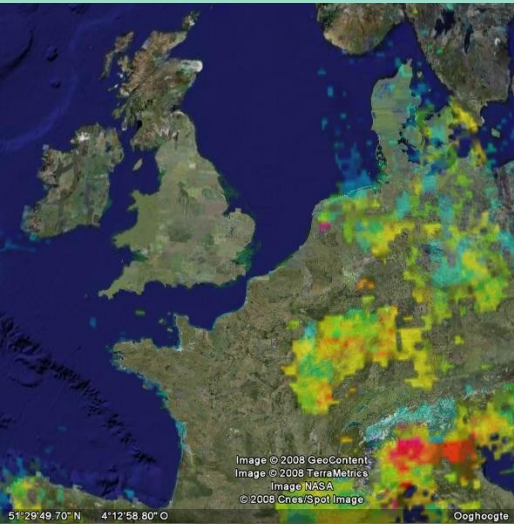 Image © 2008 GeoContent
Image © 2008 TerraMetrics
Image NASA
© 2008 Cnes/Spot Image
51°29'49.70" N 4°12'58.80" O Ooghoogte